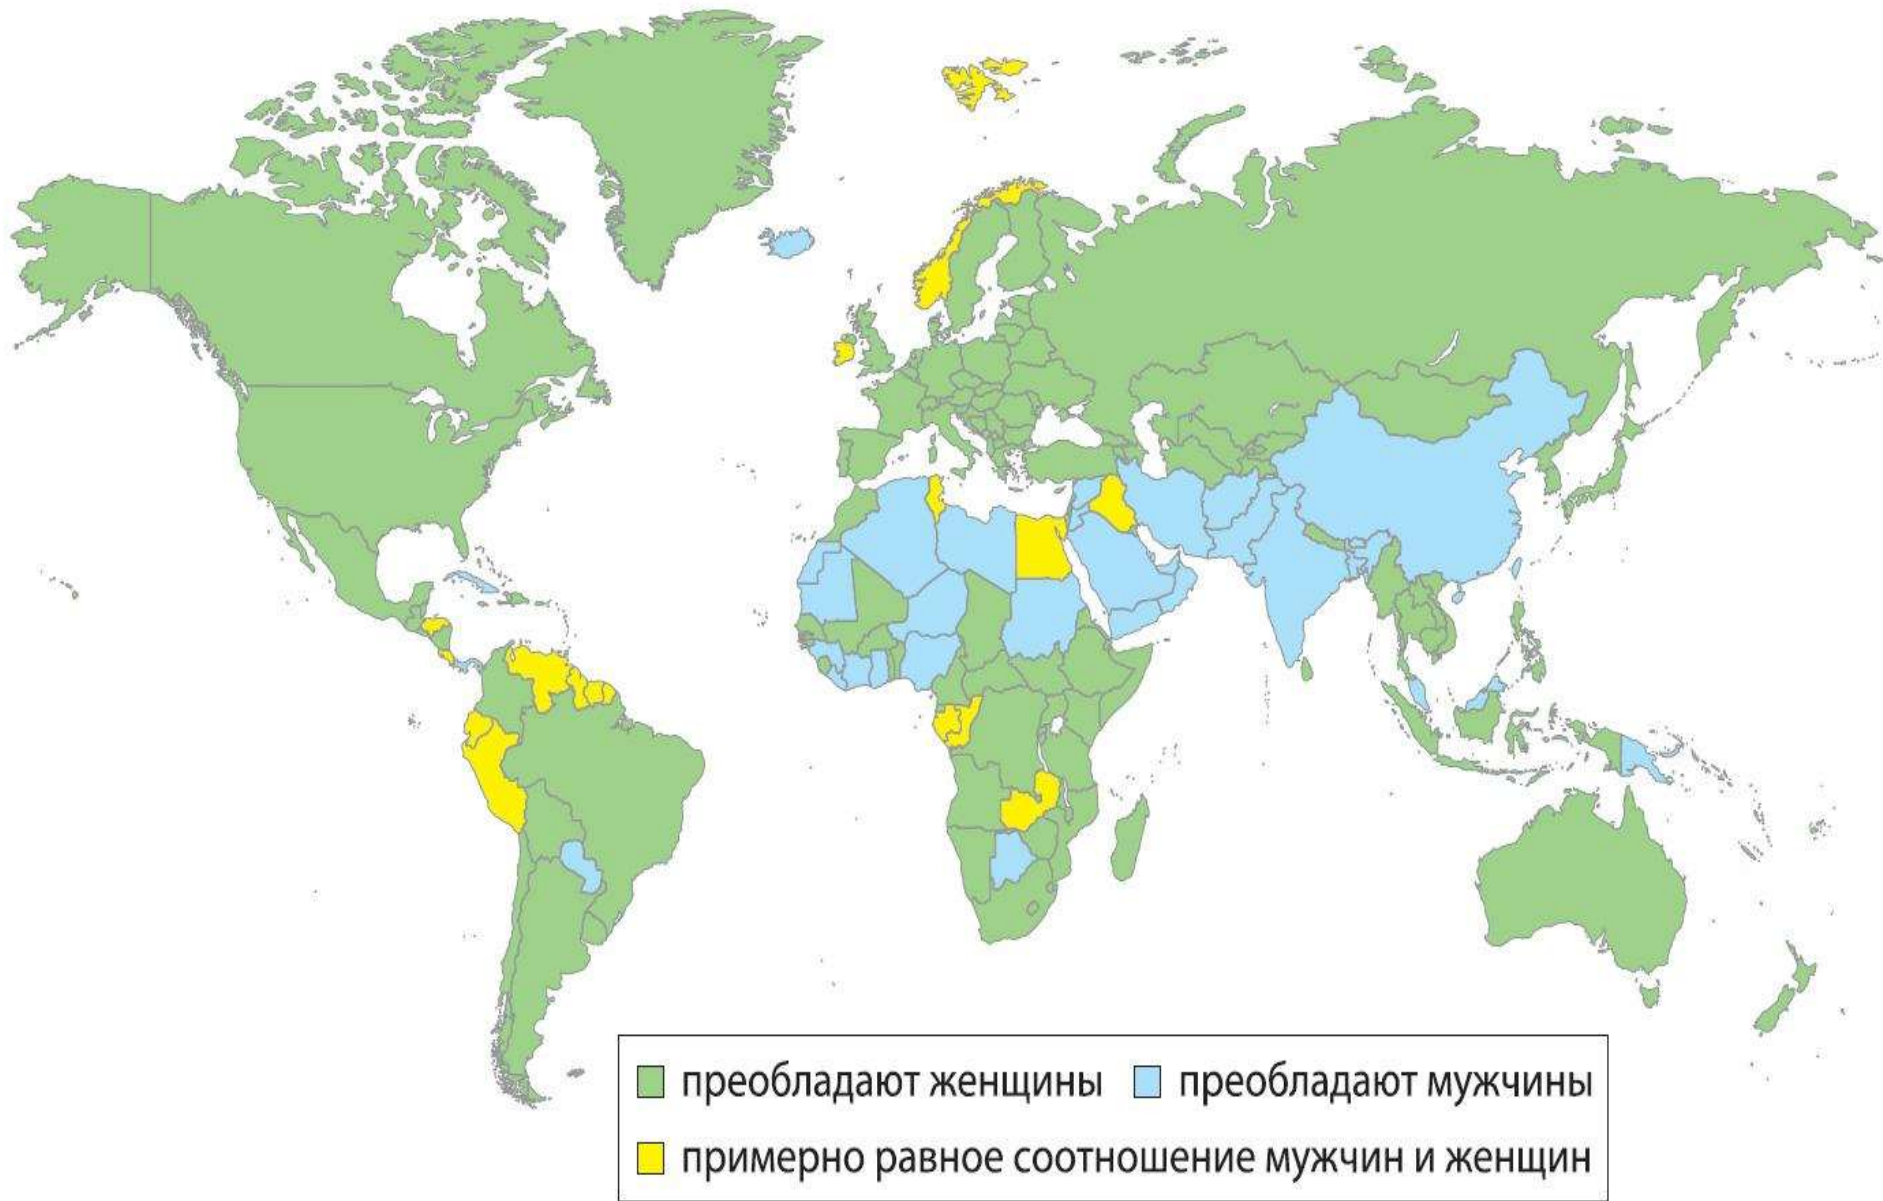 преобладают женщины преобладают мужчины
примерно равное соотношение мужчин и женщин